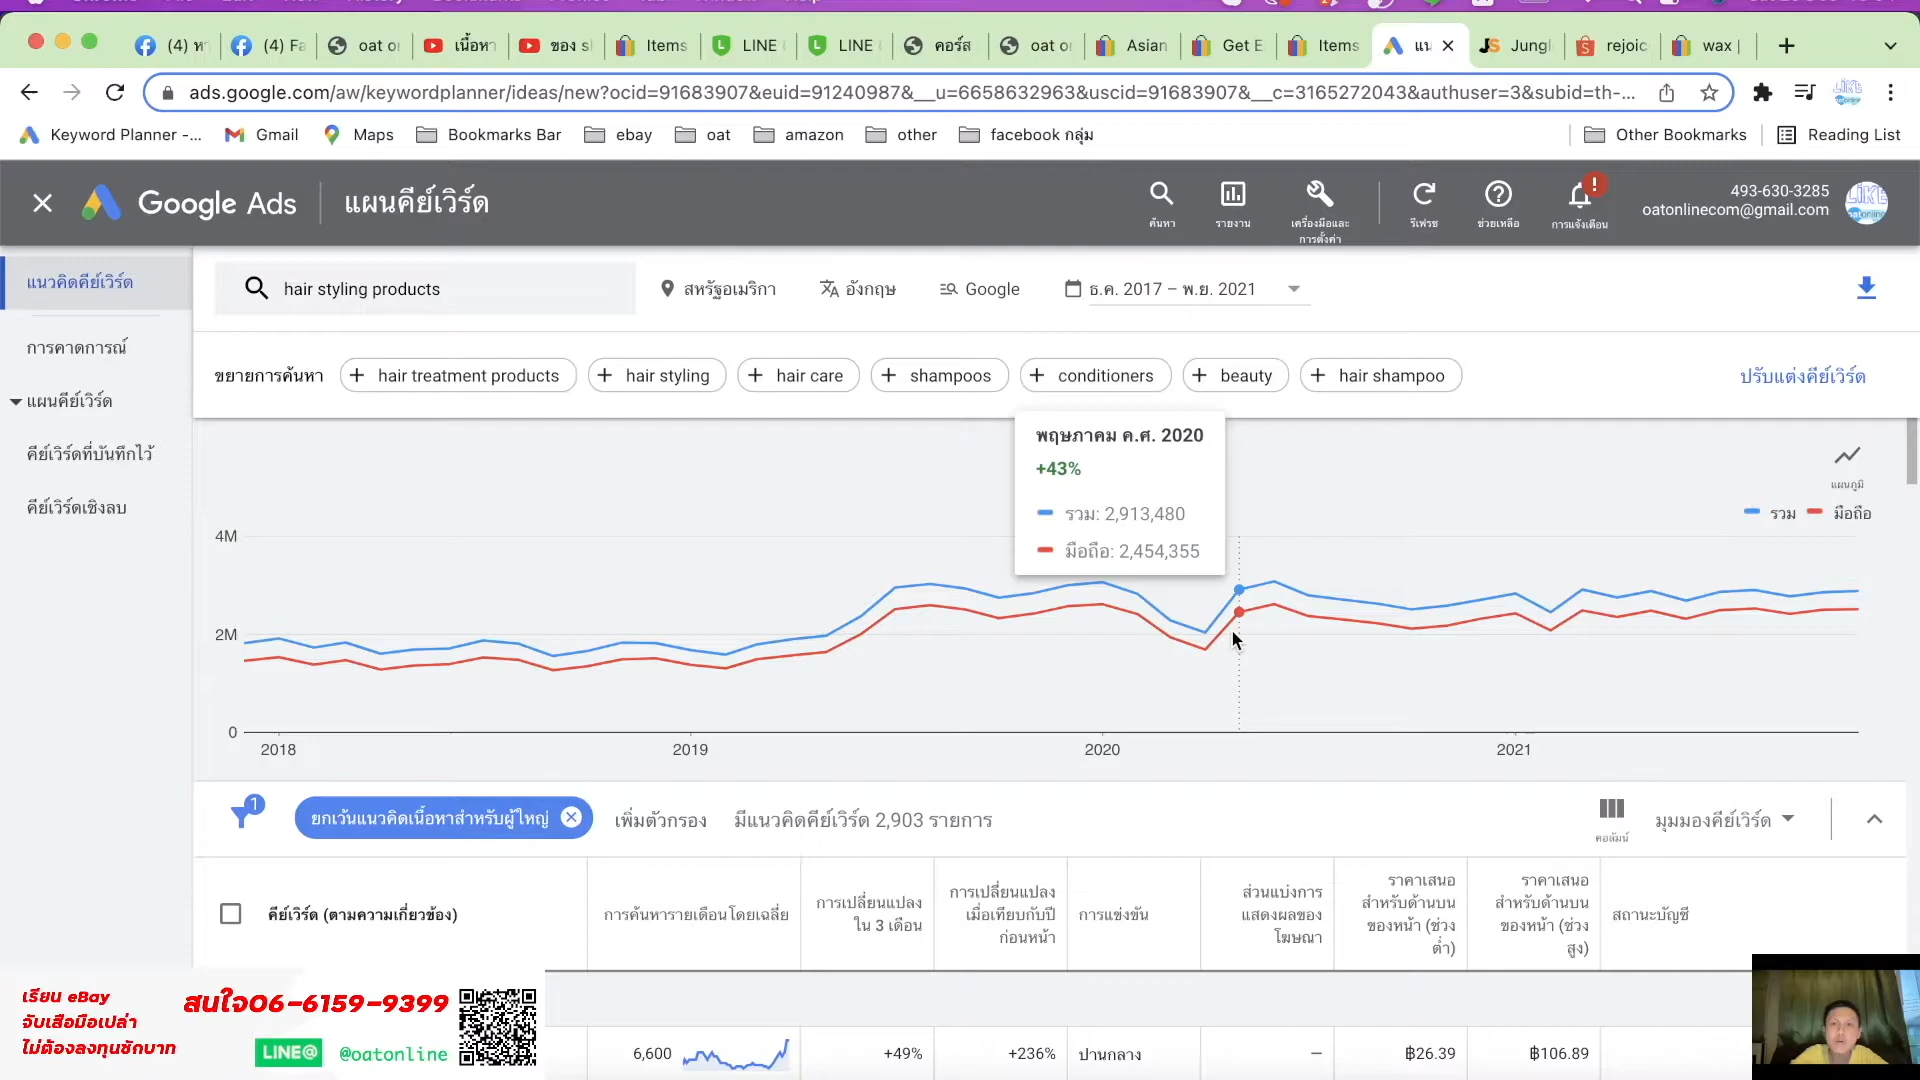 (4) ห
(4) Fa
oat o
เนื้อหา
ของ s
Items
LINE
LINE
คอร์ส
oat o
Asian
Get E
Items
แน
Jungl
rejoic
wax |
ads.google.com/aw/keywordplanner/ideas/new?ocid=91683907&euid=91240987&__u=6658632963&uscid=91683907&__c=3165272043&authuser=3&subid=th-...
Keyword Planner -...
Gmail
Maps
Bookmarks Bar
ebay
oat
amazon
other
facebook กลุ่ม
Other Bookmarks
Reading List
Google Ads
แผนคีย์เวิร์ด
ค้นหา
รายงาน
เครื่องมือและ
การตั้งค่า
รีเฟรช
ช่วยเหลือ
การแจ้งเตือน
!
493-630-3285
oatonlinecom@gmail.com
แนวคิดคีย์เวิร์ด
การคาดการณ์
แผนคีย์เวิร์ด
คีย์เวิร์ดที่บันทึกไว้
คีย์เวิร์ดเชิงลบ
hair styling products
สหรัฐอเมริกา
อังกฤษ
Google
ธ.ค. 2017 – พ.ย. 2021
ขยายการค้นหา
hair treatment products
hair styling
hair care
shampoos
conditioners
beauty
hair shampoo
ปรับแต่งคีย์เวิร์ด
พฤษภาคม ค.ศ. 2020
+43%
รวม: 2,913,480
มือถือ: 2,454,355
แผนภูมิ
รวม
มือถือ
4M
2M
0
2018
2019
2020
2021
1
ยกเว้นแนวคิดเนื้อหาสำหรับผู้ใหญ่
เพิ่มตัวกรอง
มีแนวคิดคีย์เวิร์ด 2,903 รายการ
คอลัมน์
มุมมองคีย์เวิร์ด
คีย์เวิร์ด (ตามความเกี่ยวข้อง)
การค้นหารายเดือนโดยเฉลี่ย
การเปลี่ยนแปลง
ใน 3 เดือน
การเปลี่ยนแปลง
เมื่อเทียบกับปี
ก่อนหน้า
การแข่งขัน
ส่วนแบ่งการ
แสดงผลของ
โฆษณา
ราคาเสนอ
สำหรับด้านบน
ของหน้า (ช่วง
ต่ำ)
ราคาเสนอ
สำหรับด้านบน
ของหน้า (ช่วง
สูง)
สถานะบัญชี
6,600
+49%
+236%
ปานกลาง
–
฿26.39
฿106.89
เรียน eBay
จับเสือมือเปล่า
ไม่ต้องลงทุนซักบาท
สนใจ06-6159-9399
LINE@
@oatonline